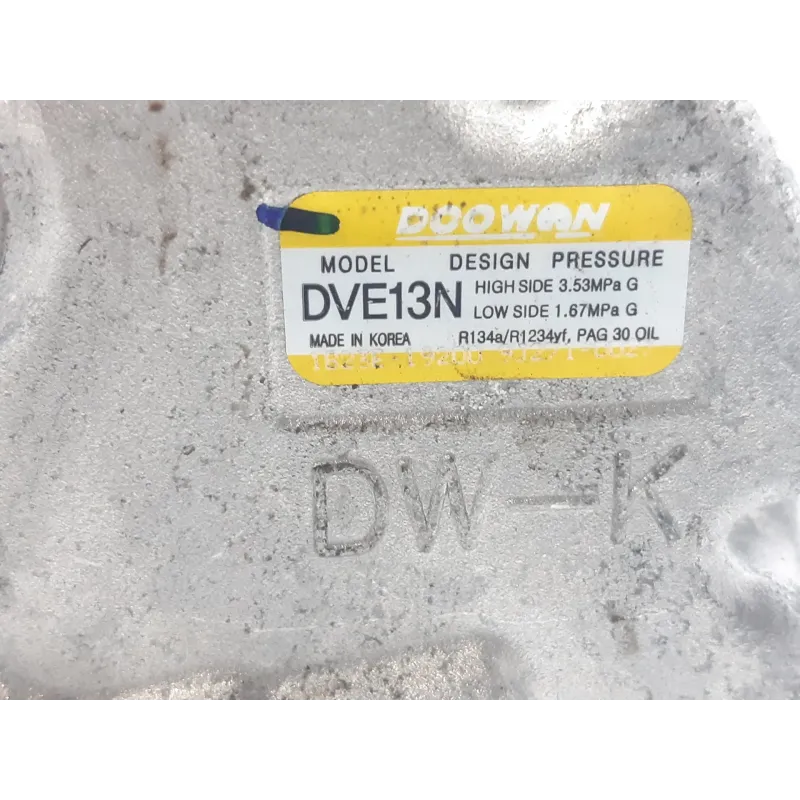 DOOWON
MODEL DESIGN PRESSURE
DVE13N HIGH SIDE 3.53MPa G
LOW SIDE 1.67MPa G
MADE IN KOREA R134a/R1234yf, PAG 30 OIL
DW-K